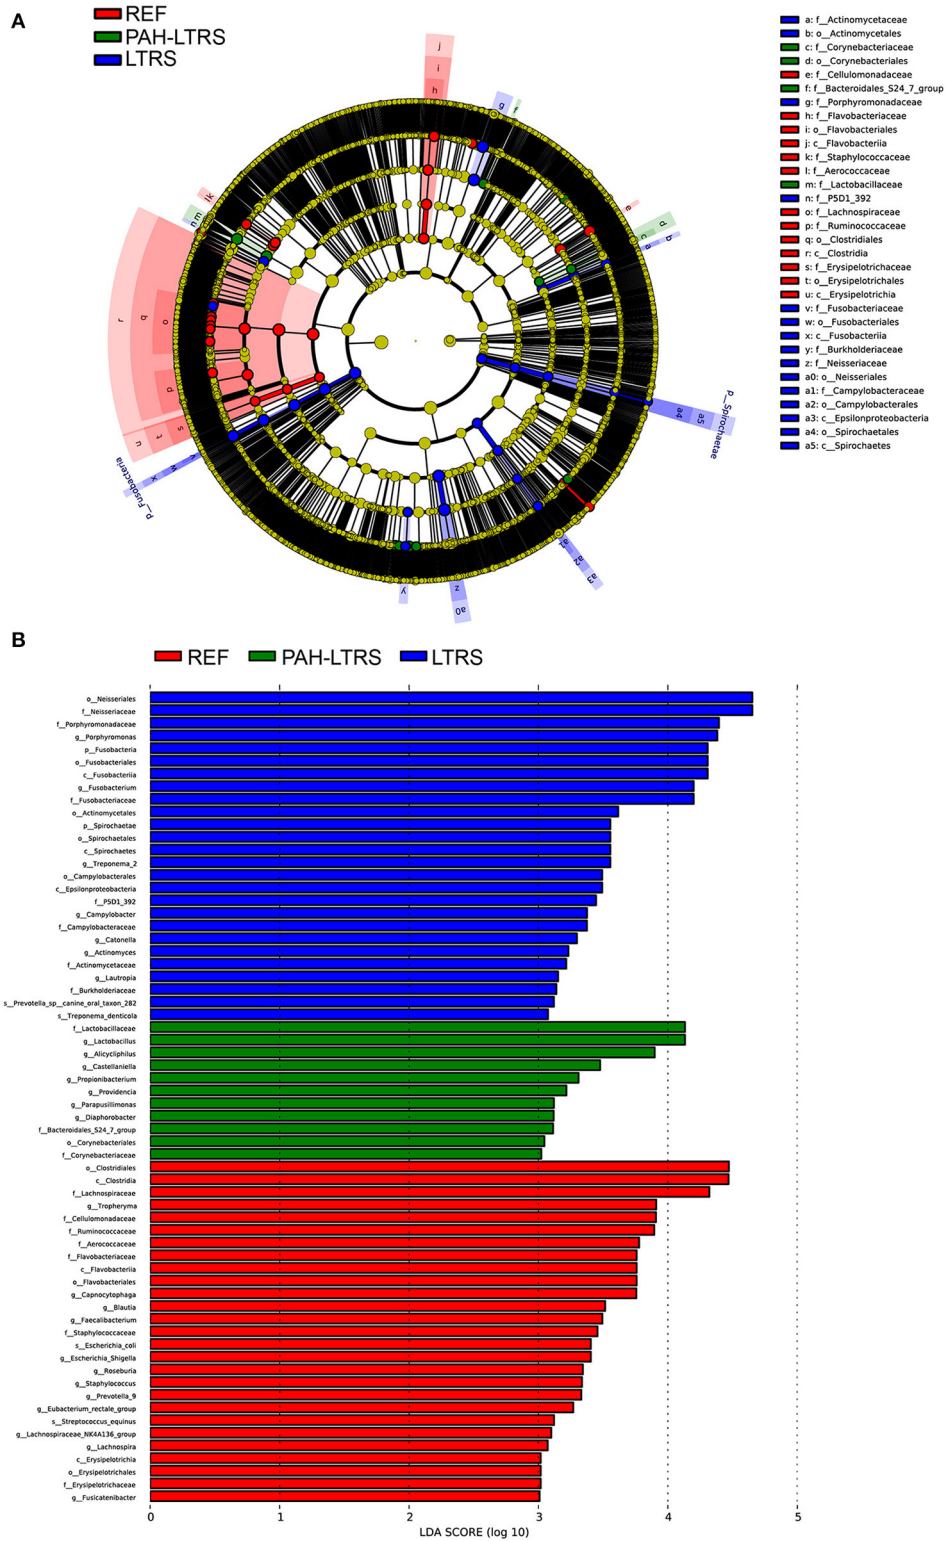 A
REF
PAH-LTRS
LTRS
a: f__Actinomycetaceae
b: o__Actinomycetales
c: f__Corynebacteriaceae
d: o__Corynebacteriales
e: f__Cellulomonadaceae
f: f__Bacteroidales_S24_7_group
g: f__Porphyromonadaceae
h: f__Flavobacteriaceae
i: o__Flavobacteriales
j: c__Flavobacteriia
k: f__Staphylococcaceae
l: f__Aerococcaceae
m: f__Lactobacillaceae
n: f__P5D1_392
o: f__Lachnospiraceae
p: f__Ruminococcaceae
q: o__Clostridiales
r: c__Clostridia
s: f__Erysipelotrichaceae
t: o__Erysipelotrichales
u: c__Erysipelotrichia
v: f__Fusobacteriaceae
w: o__Fusobacteriales
x: c__Fusobacteriia
y: f__Burkholderiaceae
z: f__Neisseriaceae
a0: o__Neisseriales
a1: f__Campylobacteraceae
a2: o__Campylobacterales
a3: c__Epsilonproteobacteria
a4: o__Spirochaetales
a5: c__Spirochaetes
j
i
h
g
f
e
d
c
b
l
k
m
n
r
q
o
p
u
t
s
v
w
x
p__Fusobacteria
a4
a5
p__Spirochaetae
y
z
a0
a1
a2
a3
B
REF
PAH-LTRS
LTRS
o__Neisseriales
f__Neisseriaceae
f__Porphyromonadaceae
g__Porphyromonas
p__Fusobacteria
o__Fusobacteriales
c__Fusobacteriia
g__Fusobacterium
f__Fusobacteriaceae
o__Actinomycetales
p__Spirochaetae
o__Spirochaetales
c__Spirochaetes
g__Treponema_2
o__Campylobacterales
c__Epsilonproteobacteria
f__P5D1_392
g__Campylobacter
f__Campylobacteraceae
g__Catonella
g__Actinomyces
f__Actinomycetaceae
g__Lautropia
f__Burkholderiaceae
s__Prevotella_sp__canine_oral_taxon_282
s__Treponema_denticola
f__Lactobacillaceae
g__Lactobacillus
g__Alicycliphilus
g__Castellaniella
g__Propionibacterium
g__Providencia
g__Parapusillimonas
g__Diaphorobacter
f__Bacteroidales_S24_7_group
o__Corynebacteriales
f__Corynebacteriaceae
o__Clostridiales
c__Clostridia
f__Lachnospiraceae
g__Tropheryma
f__Cellulomonadaceae
f__Ruminococcaceae
f__Aerococcaceae
f__Flavobacteriaceae
c__Flavobacteriia
o__Flavobacteriales
g__Capnocytophaga
g__Blautia
g__Faecalibacterium
f__Staphylococcaceae
s__Escherichia_coli
g__Escherichia_Shigella
g__Roseburia
g__Staphylococcus
g__Prevotella_9
g__Eubacterium_rectale_group
s__Streptococcus_equinus
g__Lachnospiraceae_NK4A136_group
g__Lachnospira
c__Erysipelotrichia
o__Erysipelotrichales
f__Erysipelotrichaceae
g__Fusicatenibacter
0 1 2 3 4 5
LDA SCORE (log 10)